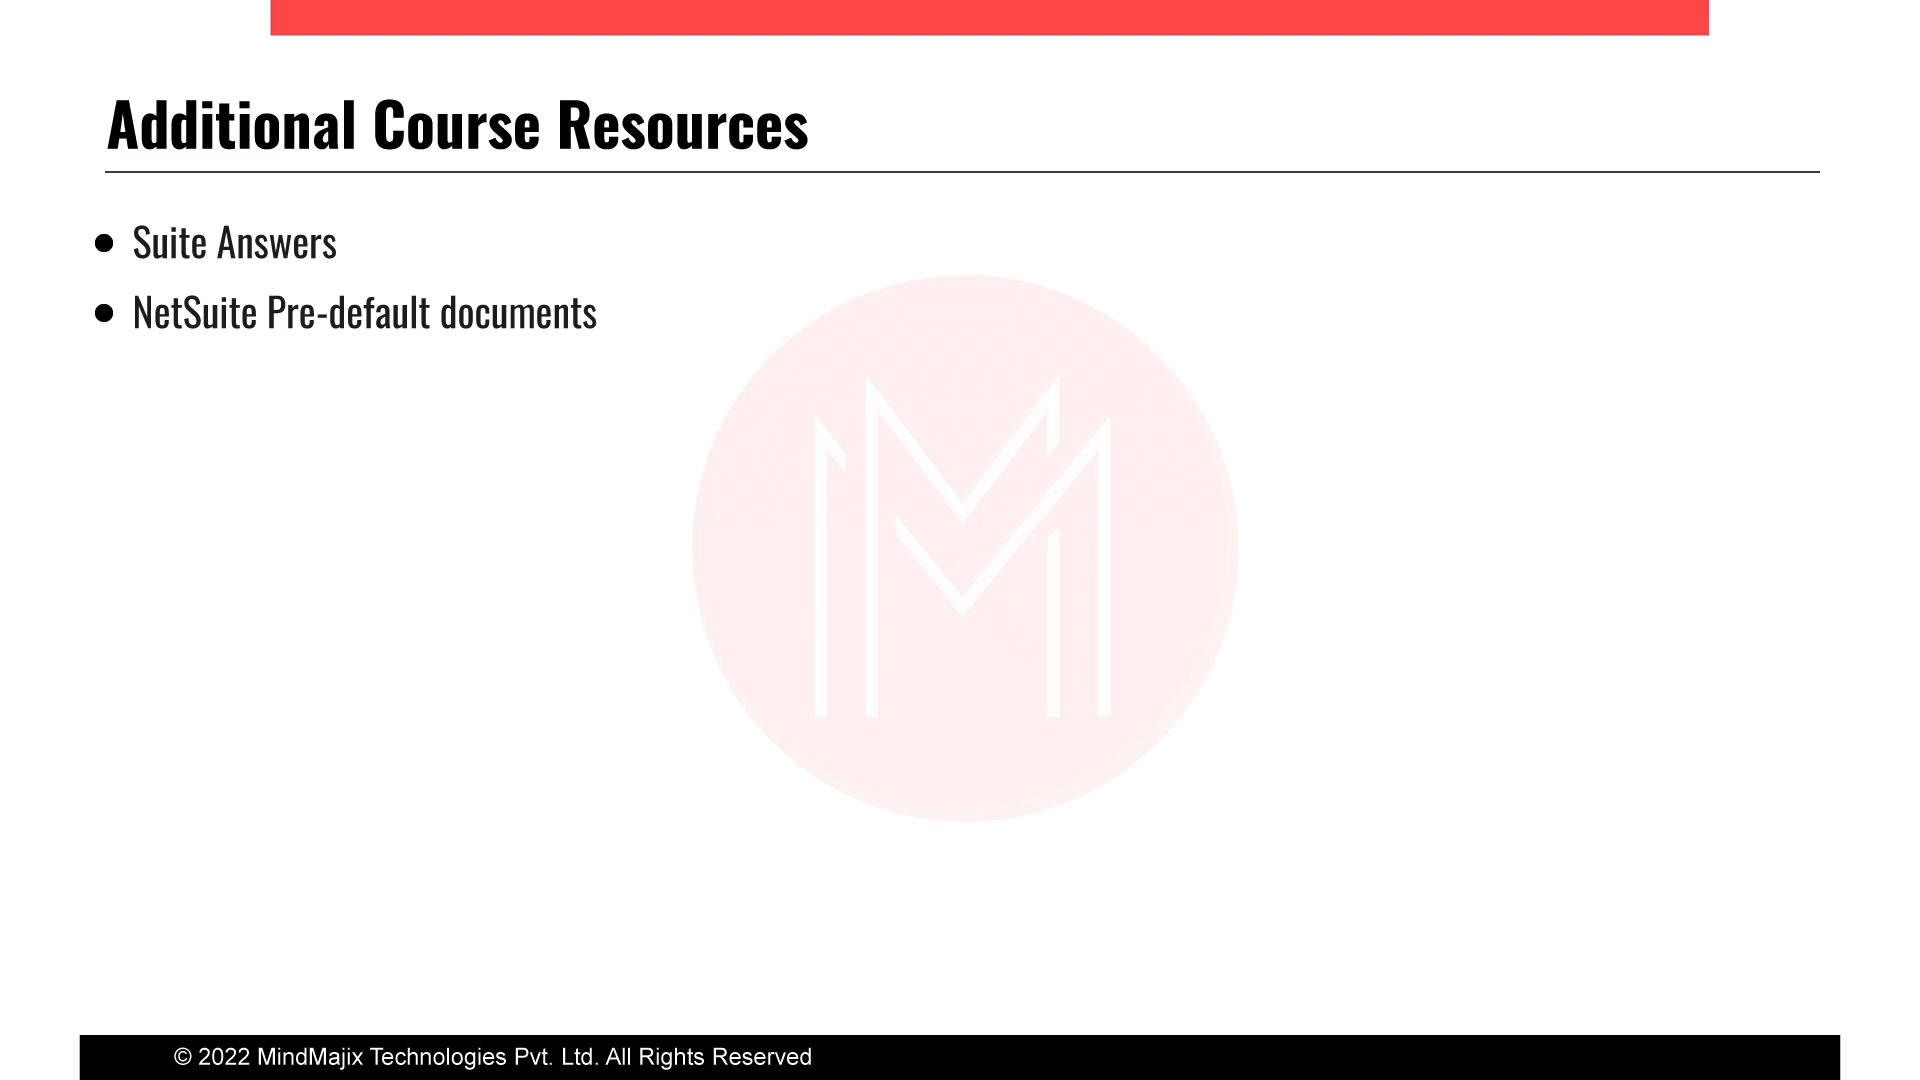 Additional Course Resources
● Suite Answers
● NetSuite Pre-default documents
© 2022 MindMajix Technologies Pvt. Ltd. All Rights Reserved